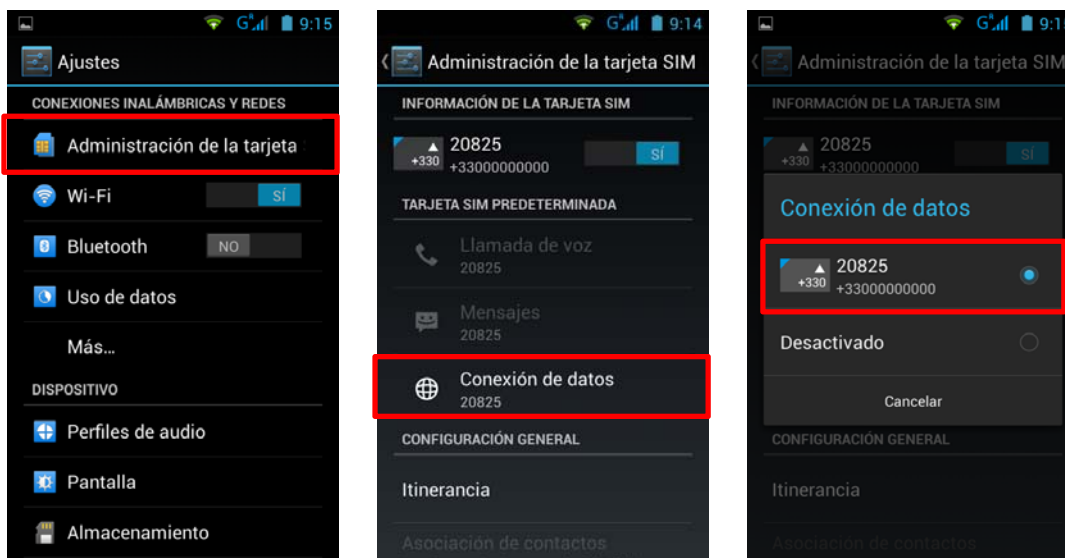 9:15
Ajustes
CONEXIONES INALÁMBRICAS Y REDES
Administración de la tarjeta
Wi-Fi
SÍ
Bluetooth
NO
Uso de datos
Más...
DISPOSITIVO
Perfiles de audio
Pantalla
Almacenamiento
9:14
Administración de la tarjeta SIM
INFORMACIÓN DE LA TARJETA SIM
20825
+330
+33000000000
SÍ
TARJETA SIM PREDETERMINADA
Llamada de voz
20825
Mensajes
20825
Conexión de datos
20825
CONFIGURACIÓN GENERAL
Itinerancia
Asociación de contactos
Administración de la tarjeta SIM
INFORMACIÓN DE LA TARJETA SIM
20825
+330
+33000000000
SÍ
Conexión de datos
20825
+330
+33000000000
Desactivado
Cancelar
CONFIGURACIÓN GENERAL
Itinerancia
Asociación de contactos